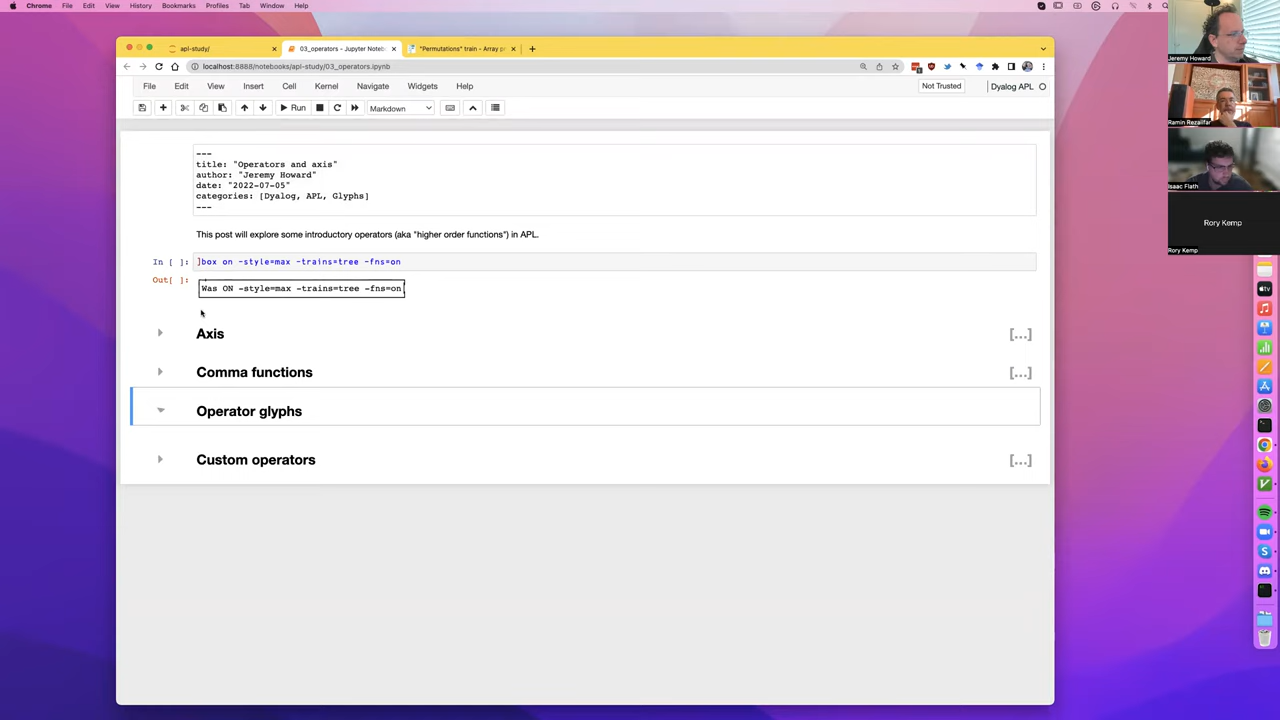 Chrome File Edit View History Bookmarks Profiles Tab Window Help
apl-study/
03_operators - Jupyter Noteb
"Permutations" train - Array pr
localhost:8888/notebooks/apl-study/03_operators.ipynb
File Edit View Insert Cell Kernel Navigate Widgets Help
Not Trusted
Dyalog APL
Run
Markdown
---
title: "Operators and axis"
author: "Jeremy Howard"
date: "2022-07-05"
categories: [Dyalog, APL, Glyphs]
---
This post will explore some introductory operators (aka "higher order functions") in APL.
In [ ]: ]box on -style=max -trains=tree -fns=on
Out[ ]:
Was ON -style=max -trains=tree -fns=on
Axis
[...]
Comma functions
[...]
Operator glyphs
Custom operators
[...]
Jeremy Howard
Ramin Rezaiifar
Isaac Flath
Rory Kemp
Rory Kemp